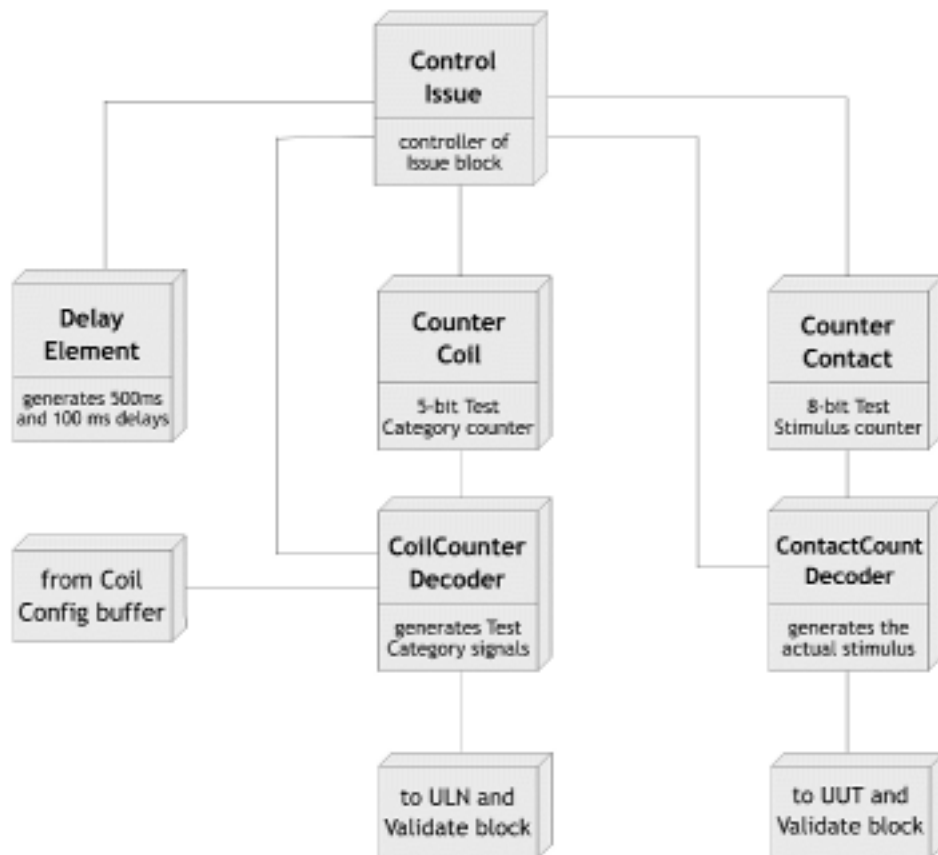 Control
Issue
controller of
Issue block
Delay
Element
generates 500ms
and 100 ms delays
Counter
Coil
5-bit Test
Category counter
Counter
Contact
8-bit Test
Stimulus counter
from Coil
Config buffer
CoilCounter
Decoder
generates Test
Category signals
ContactCount
Decoder
generates the
actual stimulus
to ULN and
Validate block
to UUT and
Validate block